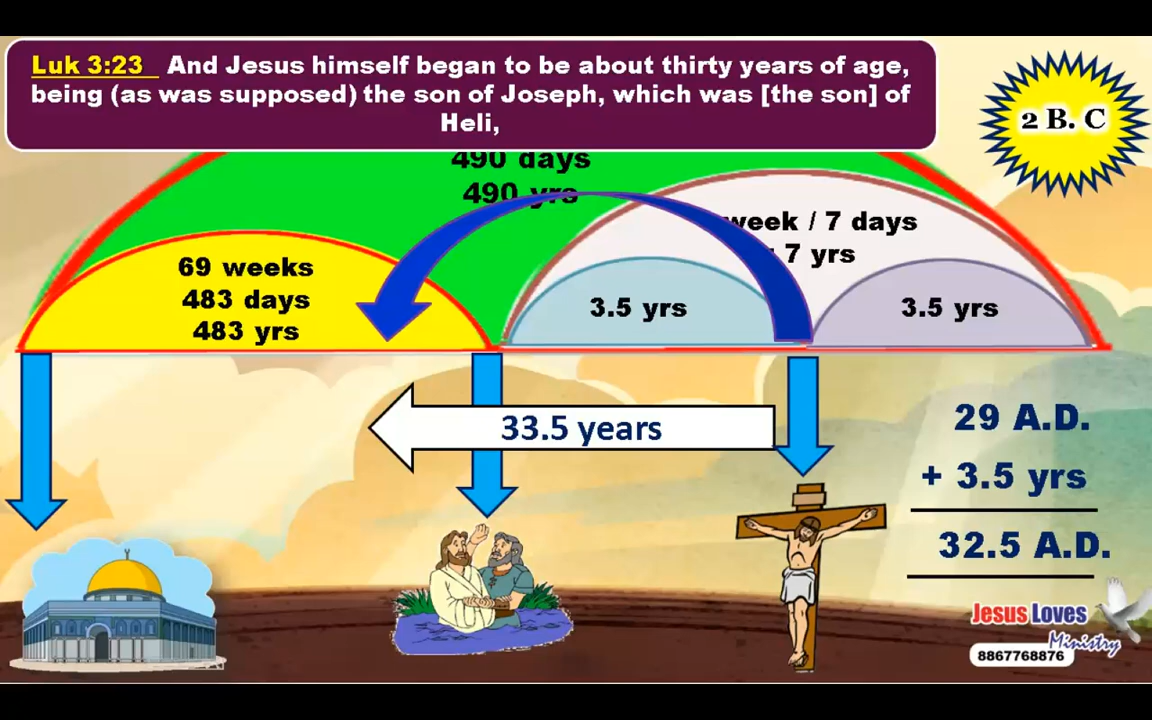 Luk 3:23 And Jesus himself began to be about thirty years of age,
being (as was supposed) the son of Joseph, which was [the son] of
Heli,
2 B. C
490 days
490 yrs
week / 7 days
7 yrs
69 weeks
483 days
483 yrs
3.5 yrs
3.5 yrs
33.5 years
29 A.D.
+ 3.5 yrs
32.5 A.D.
Jesus Loves
Ministry
8867768876